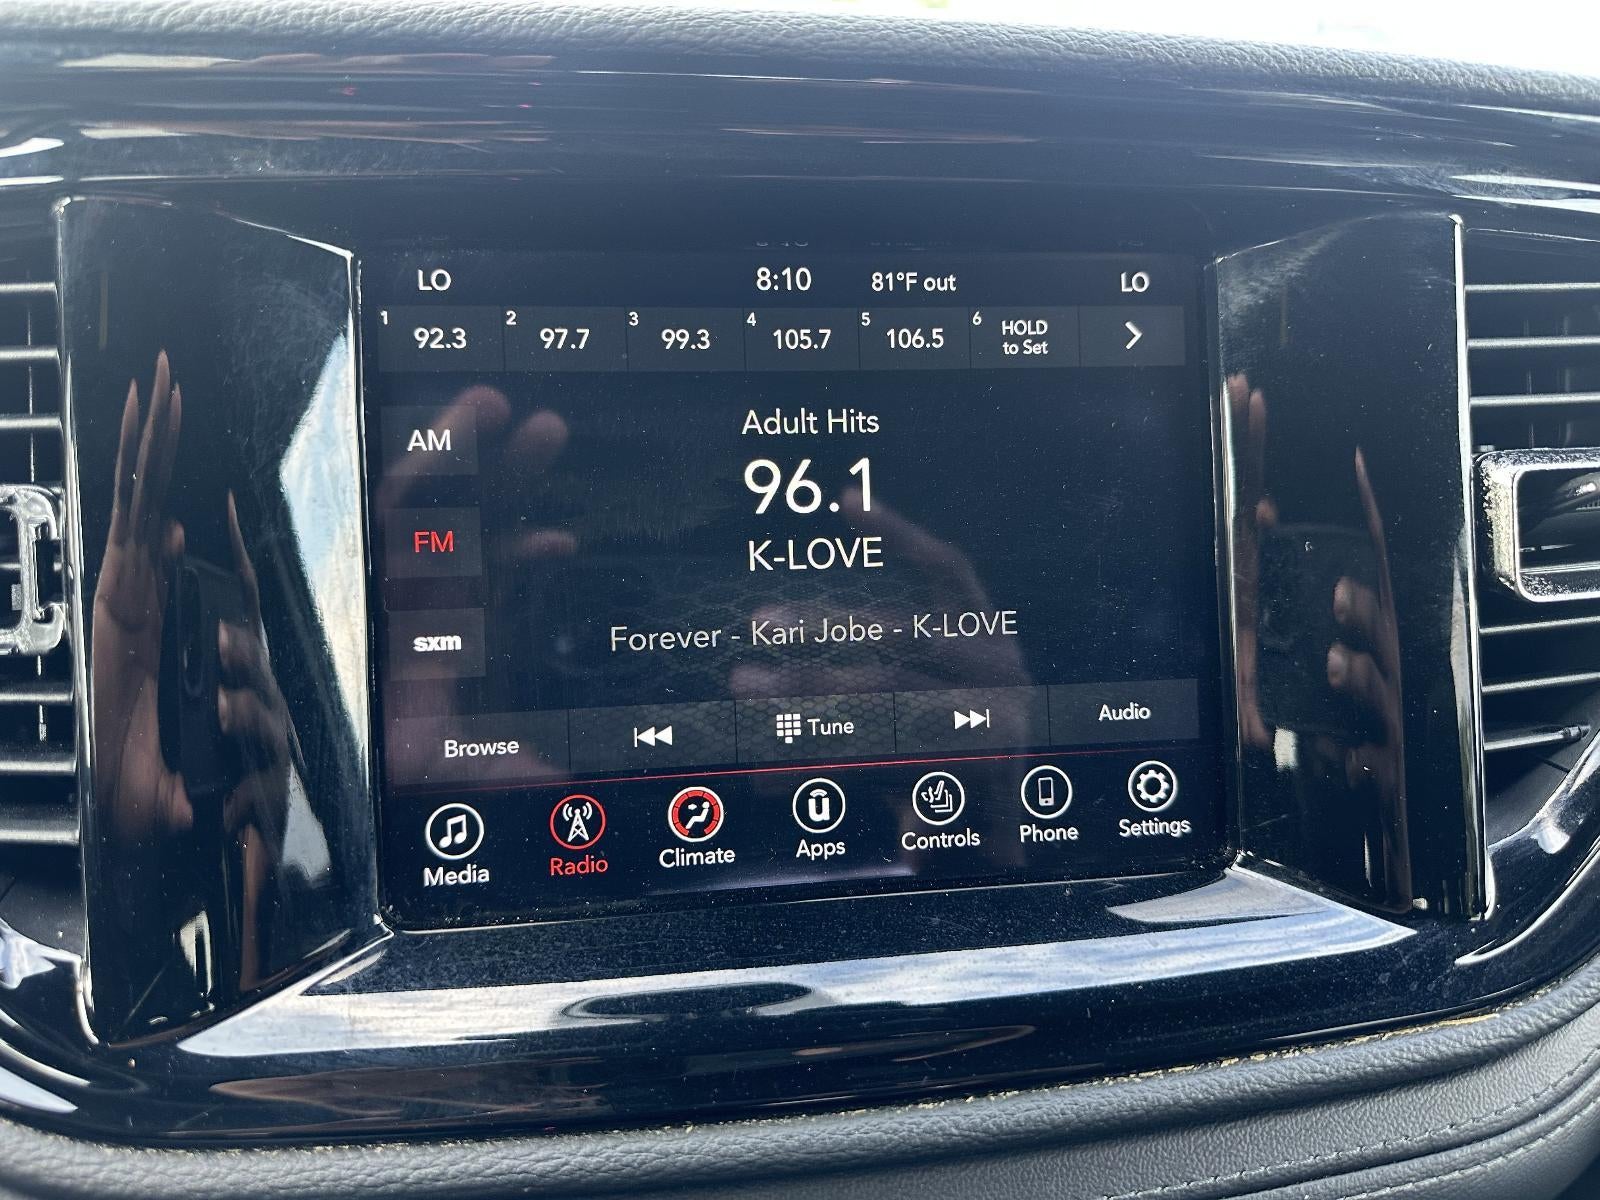 LO 8:10 81°F out LO
1 92.3 2 97.7 3 99.3 4 105.7 5 106.5 6 HOLD
to Set
Adult Hits
AM
96.1
FM
K-LOVE
Forever - Kari Jobe - K-LOVE
sxm
Browse Tune Audio
Media Radio Climate Apps Controls Phone Settings